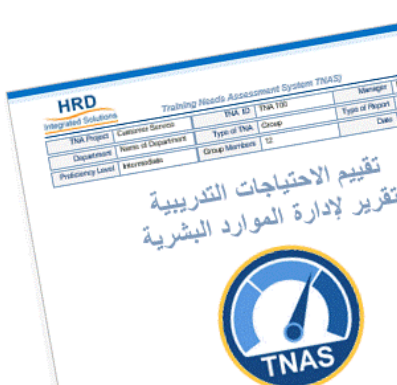 HRD
Integrated Solutions
Training Needs Assessment System TNAS)
TNA Project Customer Service TNA ID TNA 100 Manager
Department Name of Department Type of TNA Group Type of Report
Proficiency Level Intermediate Group Members 12 Date
تقييم الاحتياجات التدريبية
تقرير لإدارة الموارد البشرية
TNAS